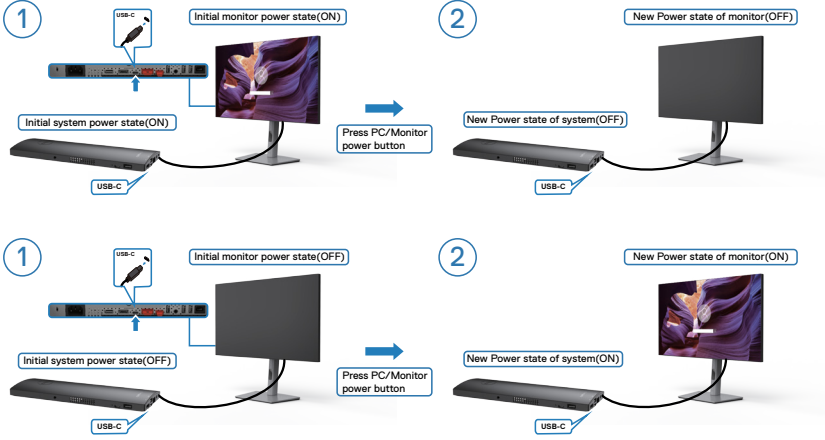 1
USB-C
Initial monitor power state(ON)
Initial system power state(ON)
USB-C
Press PC/Monitor
power button
2
New Power state of monitor(OFF)
New Power state of system(OFF)
USB-C
1
USB-C
Initial monitor power state(OFF)
Initial system power state(OFF)
USB-C
Press PC/Monitor
power button
2
New Power state of monitor(ON)
New Power state of system(ON)
USB-C